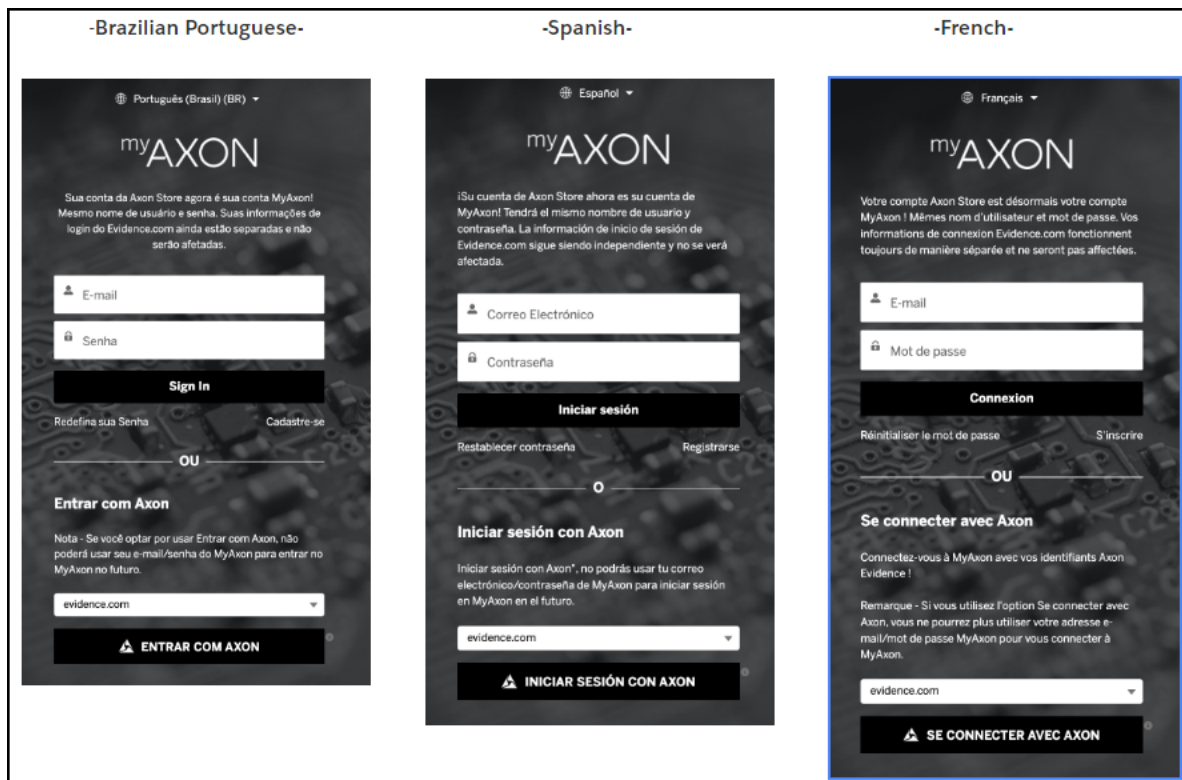 -Brazilian Portuguese-
-Spanish-
-French-
Português (Brasil) (BR)
myAXON
Sua conta da Axon Store agora é sua conta MyAxon!
Mesmo nome de usuário e senha. Suas informações de
login do Evidence.com ainda estão separadas e não
serão afetadas.
E-mail
Senha
Sign In
Redefina sua Senha
Cadastre-se
OU
Entrar com Axon
Nota - Se você optar por usar Entrar com Axon, não
poderá usar seu e-mail/senha do MyAxon para entrar no
MyAxon no futuro.
evidence.com
ENTRAR COM AXON
Español
myAXON
¡Su cuenta de Axon Store ahora es su cuenta de
MyAxon! Tendrá el mismo nombre de usuario y
contraseña. La información de inicio de sesión de
Evidence.com sigue siendo independiente y no se verá
afectada.
Correo Electrónico
Contraseña
Iniciar sesión
Restablecer contraseña
Registrarse
O
Iniciar sesión con Axon
Iniciar sesión con Axon", no podrás usar tu correo
electrónico/contraseña de MyAxon para iniciar sesión
en MyAxon en el futuro.
evidence.com
INICIAR SESIÓN CON AXON
Français
myAXON
Votre compte Axon Store est désormais votre compte
MyAxon ! Mêmes nom d'utilisateur et mot de passe. Vos
informations de connexion Evidence.com fonctionnent
toujours de manière séparée et ne seront pas affectées.
E-mail
Mot de passe
Connexion
Réinitialiser le mot de passe
S'inscrire
OU
Se connecter avec Axon
Connectez-vous à MyAxon avec vos identifiants Axon
Evidence !
Remarque - Si vous utilisez l'option Se connecter avec
Axon, vous ne pourrez plus utiliser votre adresse e-
mail/mot de passe MyAxon pour vous connecter à
MyAxon.
evidence.com
SE CONNECTER AVEC AXON